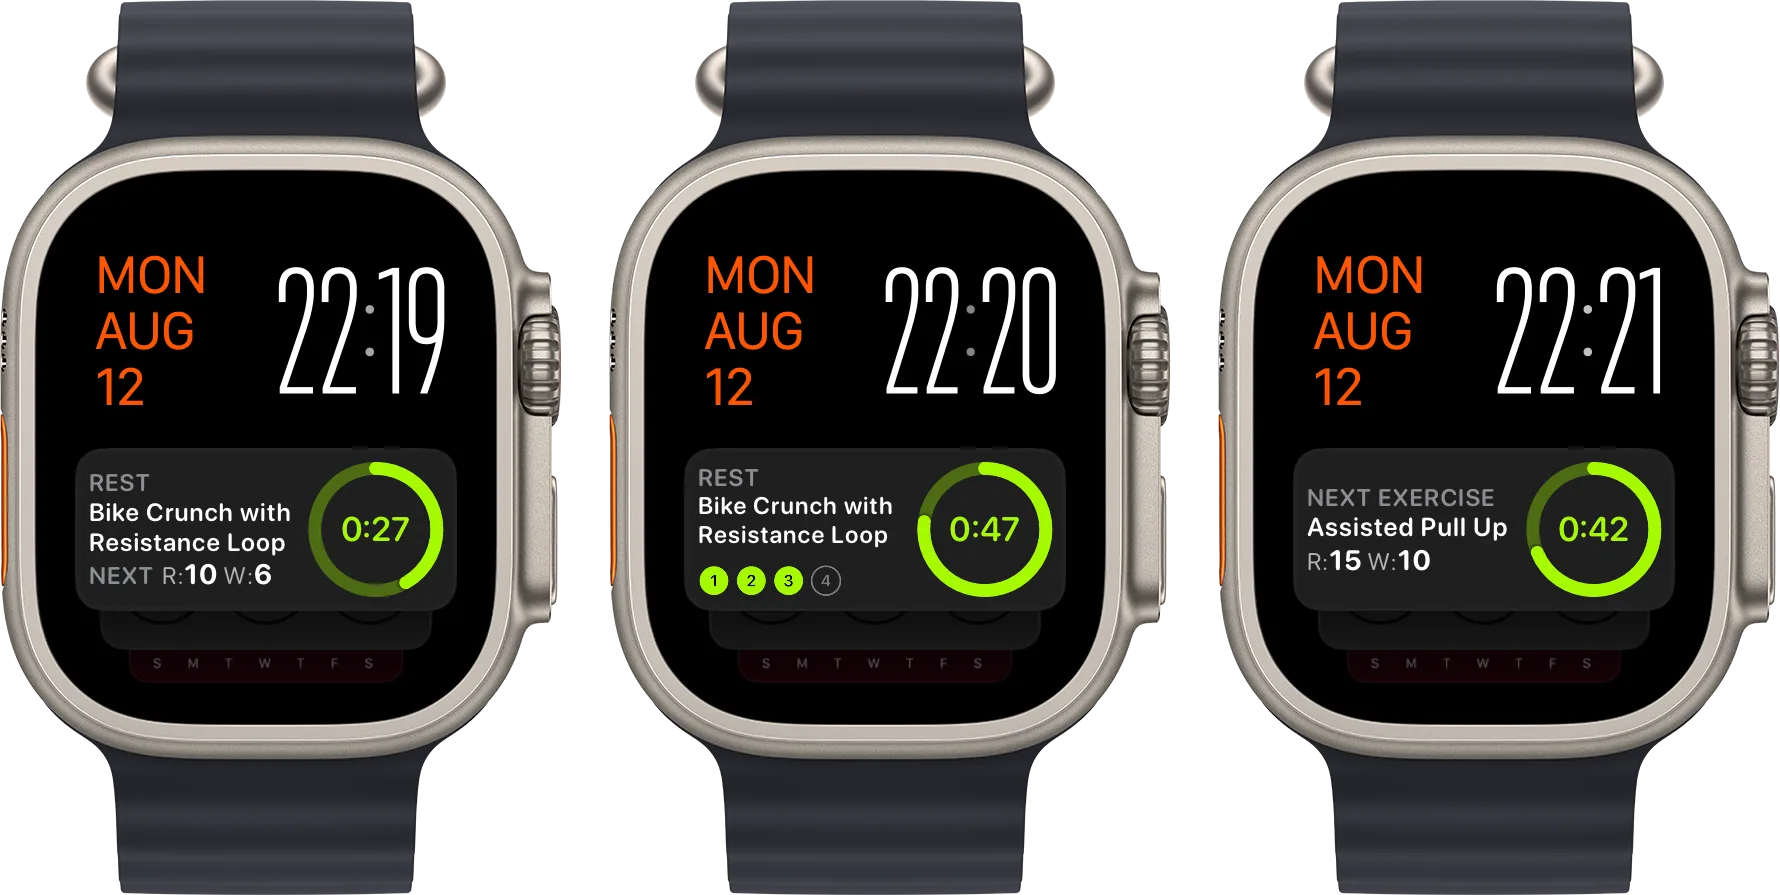 MON
AUG
12
22:19
REST
Bike Crunch with
Resistance Loop
NEXT R:10 W:6
0:27
S M T W T F S
MON
AUG
12
22:20
REST
Bike Crunch with
Resistance Loop
1 2 3 4
0:47
S M T W T F S
MON
AUG
12
22:21
NEXT EXERCISE
Assisted Pull Up
R:15 W:10
0:42
S M T W T F S